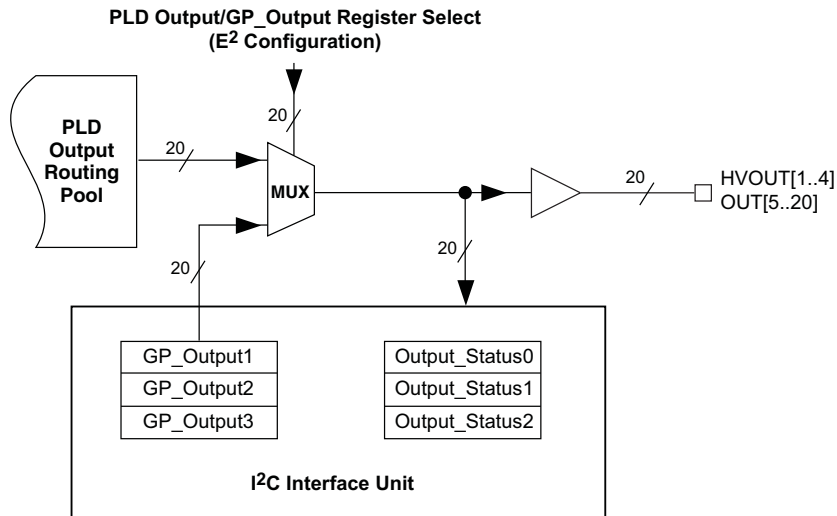 PLD Output/GP_Output Register Select
(E² Configuration)
20
PLD
Output
Routing
Pool
20
MUX
20
HVOUT[1..4]
OUT[5..20]
20
20
GP_Output1
GP_Output2
GP_Output3
Output_Status0
Output_Status1
Output_Status2
I²C Interface Unit